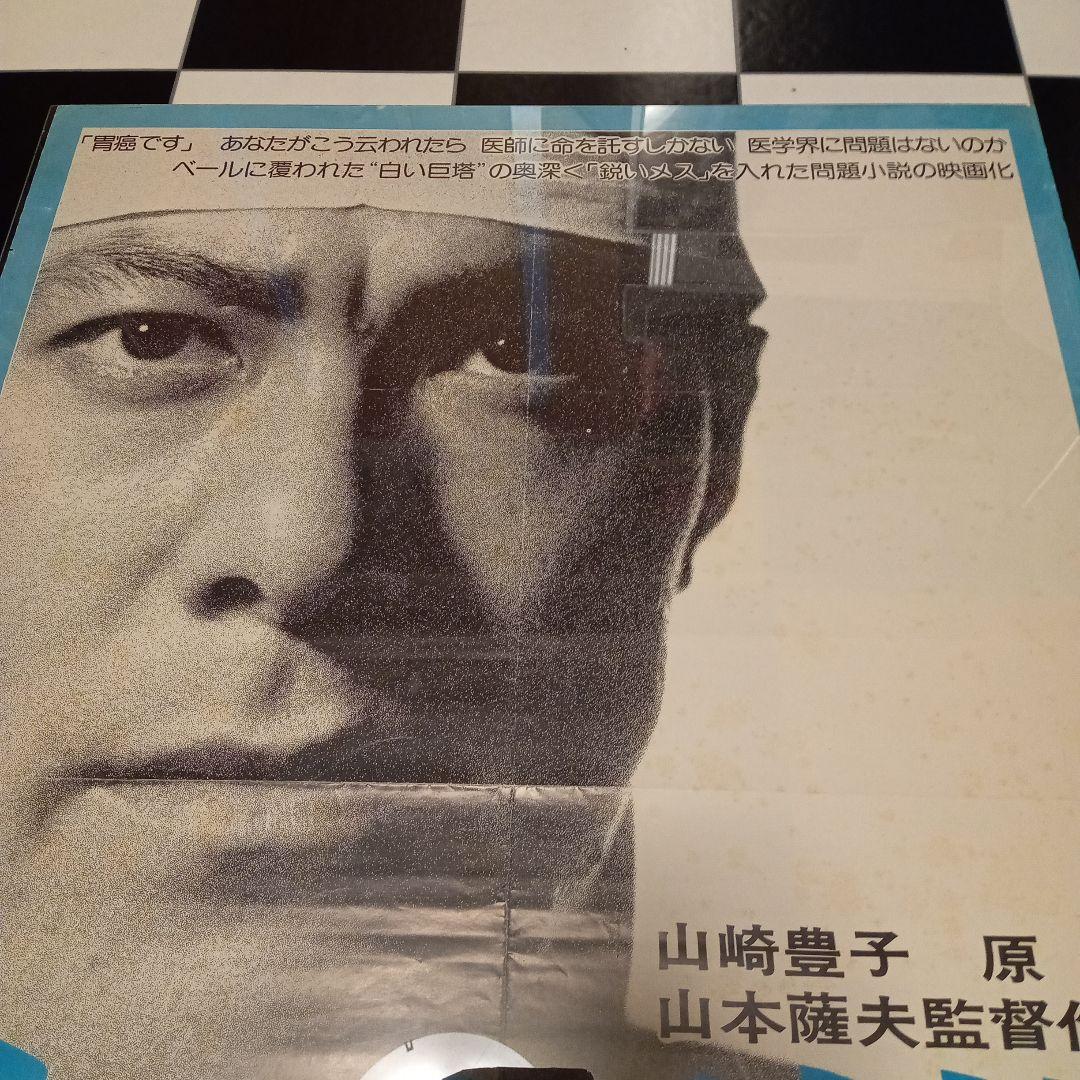 「胃癌です」 あなたがこう云われたら 医師に命を託すしかない 医学界に問題はないのか
ベールに覆われた“白い巨塔”の奥深く「鋭いメス」を入れた問題小説の映画化
山崎豊子 原
山本薩夫監督作